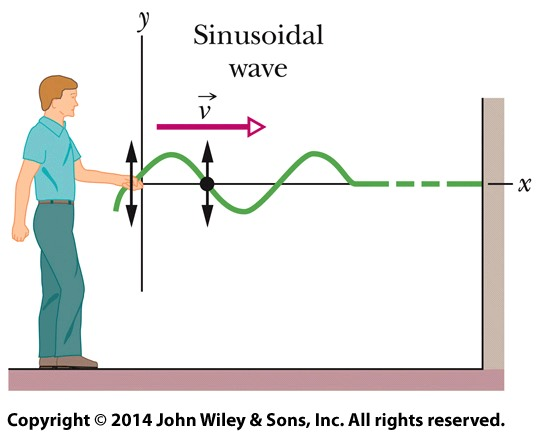 y
Sinusoidal
wave
v
x
Copyright © 2014 John Wiley & Sons, Inc. All rights reserved.